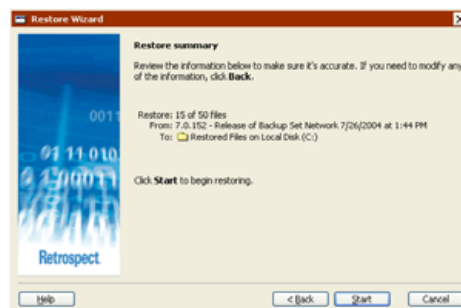 Restore Wizard
Restore summary
Review the information below to make sure it's accurate. If you need to modify any
of the information, click Back.
0011
01 11 010
Restore: 15 of 50 files
From: 7.0.152 - Release of Backup Set Network 7/26/2004 at 1:44 PM
To: Restored Files on Local Disk (C:)
Click Start to begin restoring.
Retrospect
Help
< Back
Start
Cancel